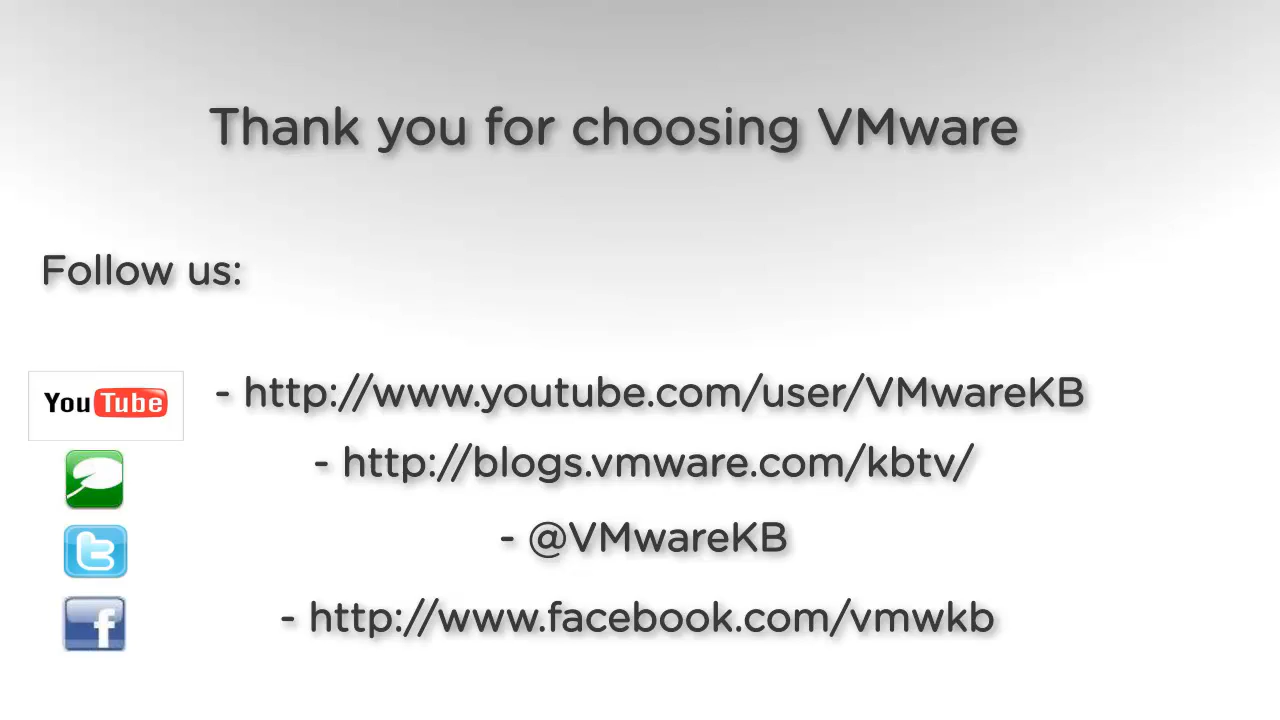 Thank you for choosing VMware
Follow us:
YouTube - http://www.youtube.com/user/VMwareKB
- http://blogs.vmware.com/kbtv/
t - @VMwareKB
f - http://www.facebook.com/vmwkb